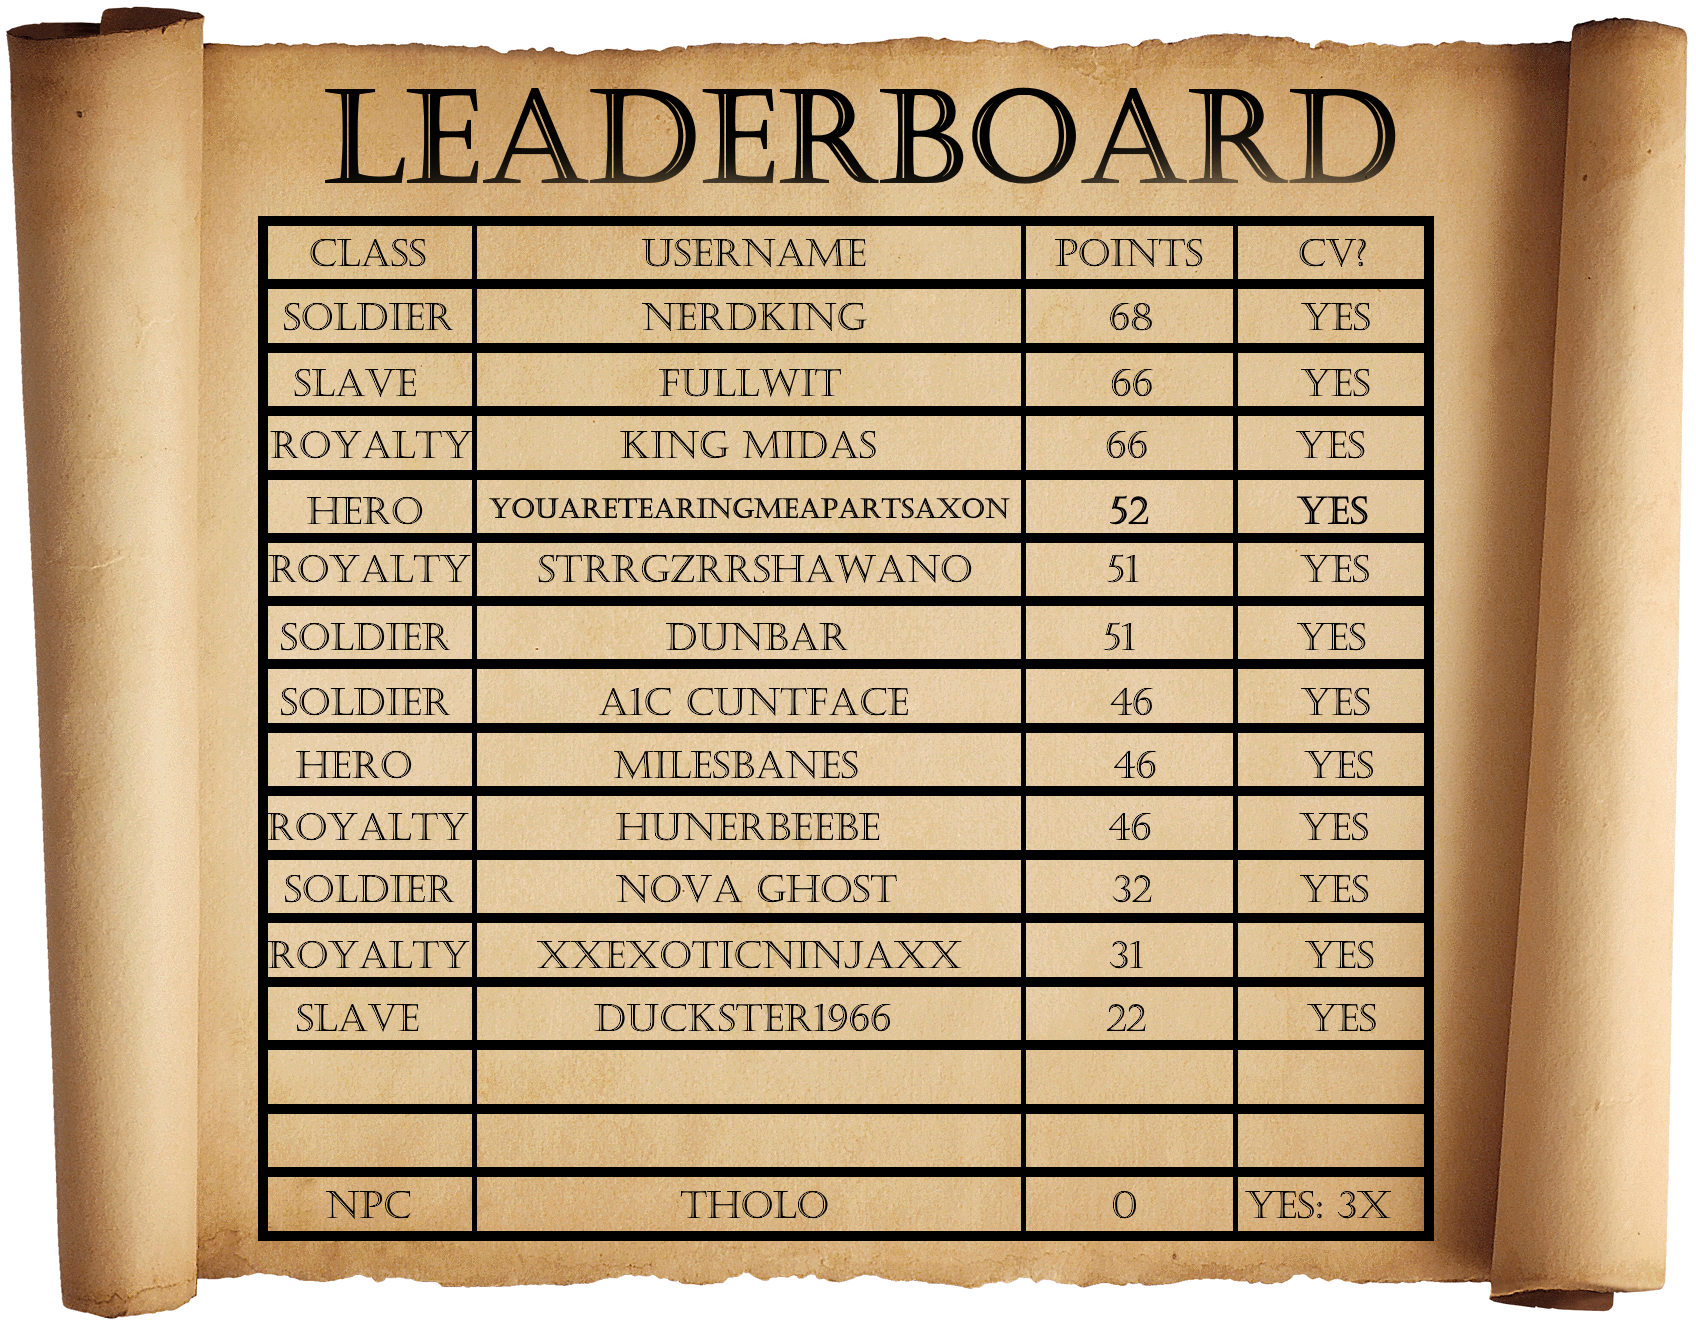 LEADERBOARD
CLASS USERNAME POINTS CV?
SOLDIER NERDKING 68 YES
SLAVE FULLWIT 66 YES
ROYALTY KING MIDAS 66 YES
HERO YOUARETEARINGMEAPARTSAXON 52 YES
ROYALTY STRRGZRRSHAWANO 51 YES
SOLDIER DUNBAR 51 YES
SOLDIER A1C CUNTFACE 46 YES
HERO MILESBANES 46 YES
ROYALTY HUNERBEEBE 46 YES
SOLDIER NOVA GHOST 32 YES
ROYALTY XXEXOTICNINJAXX 31 YES
SLAVE DUCKSTER1966 22 YES
NPC THOLO 0 YES: 3X